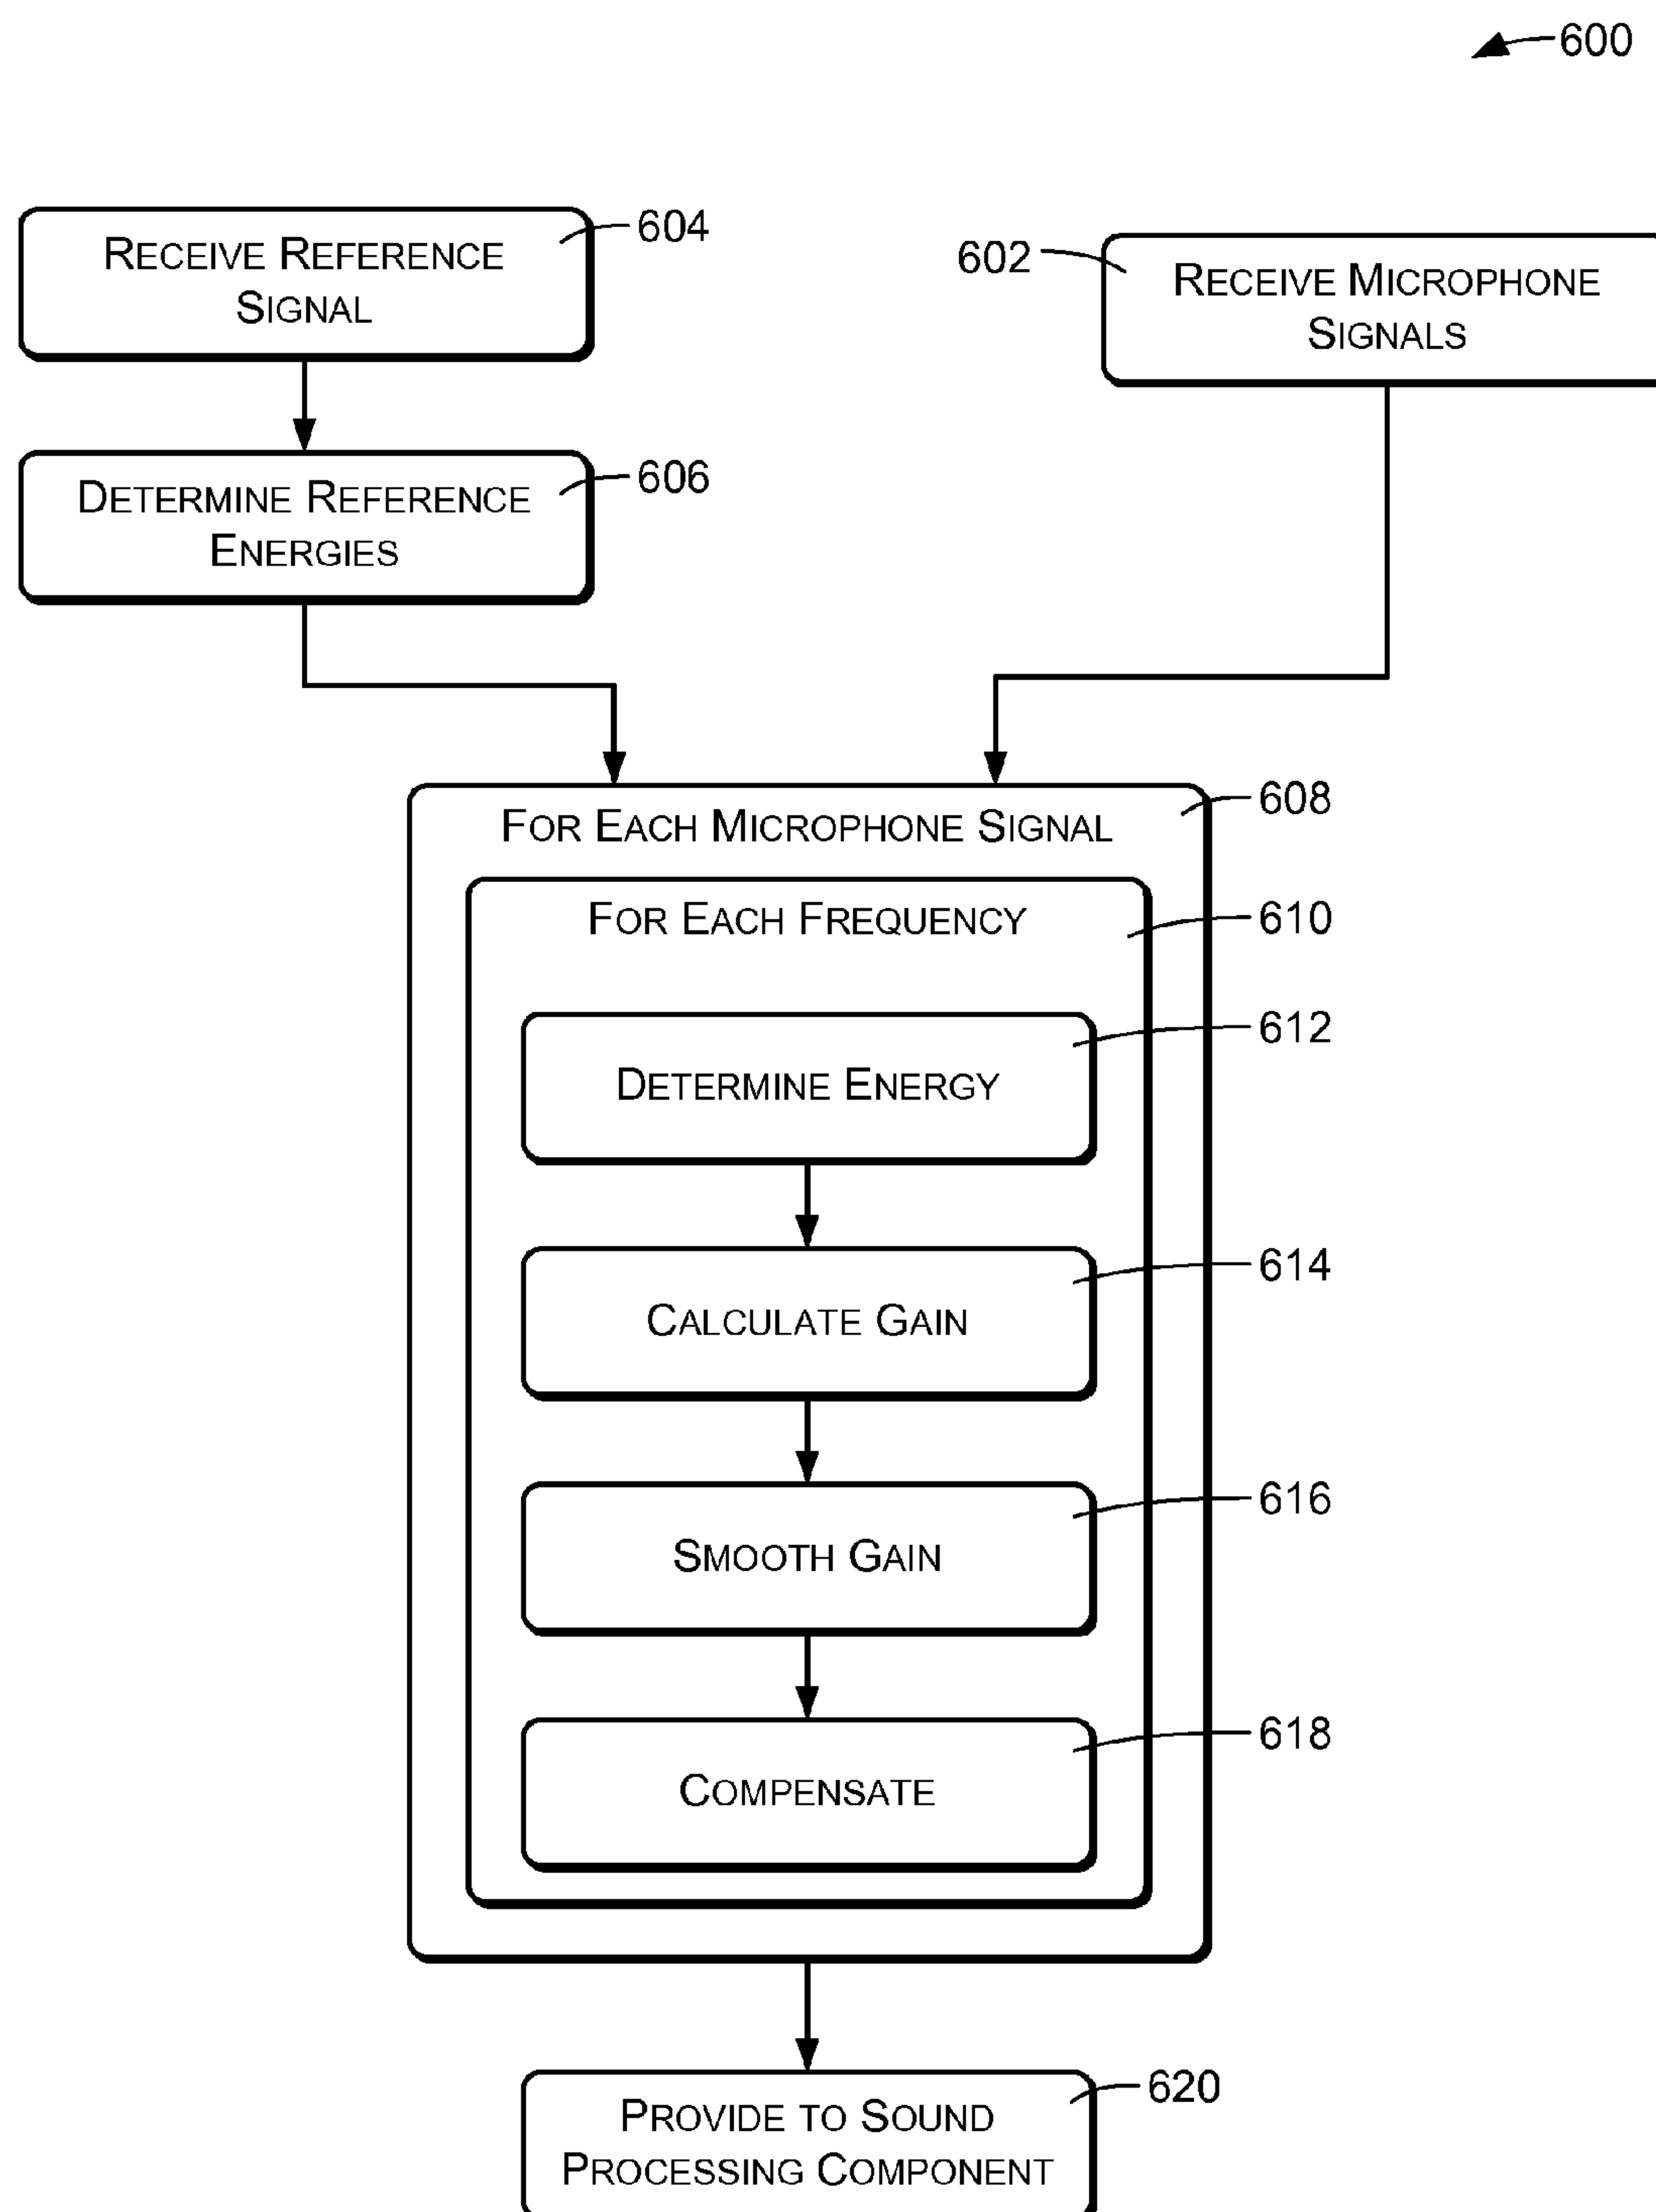 600
RECEIVE REFERENCE
SIGNAL
604
602
RECEIVE MICROPHONE
SIGNALS
DETERMINE REFERENCE
ENERGIES
606
FOR EACH MICROPHONE SIGNAL
608
FOR EACH FREQUENCY
610
DETERMINE ENERGY
612
CALCULATE GAIN
614
SMOOTH GAIN
616
COMPENSATE
618
PROVIDE TO SOUND
PROCESSING COMPONENT
620